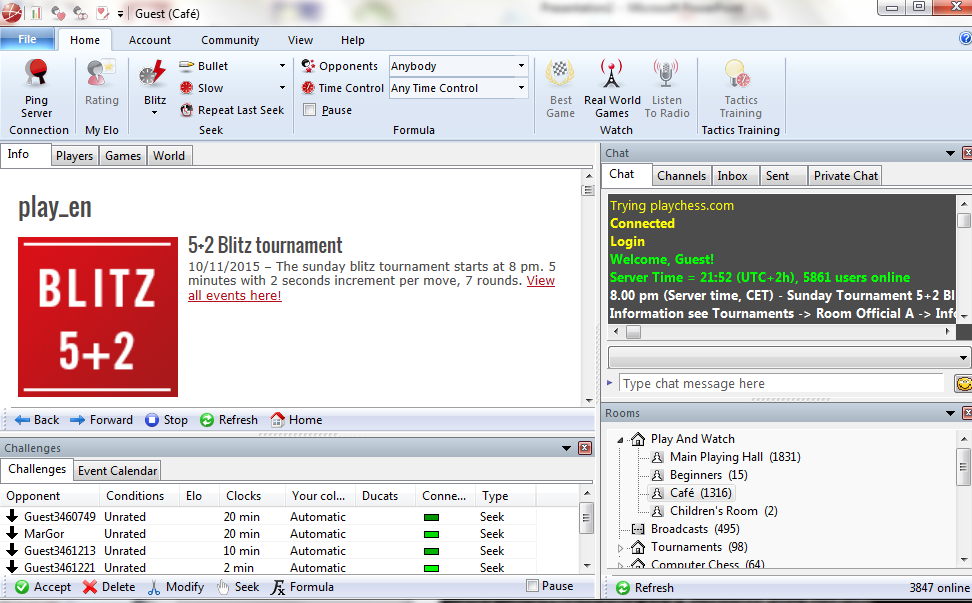 Guest (Café)
File Home Account Community View Help
Ping Server
Connection
Rating
My Elo
Blitz
Bullet
Slow
Repeat Last Seek
Seek
Opponents Anybody
Time Control Any Time Control
Pause
Formula
Best Game
Real World Games
Listen To Radio
Watch
Tactics Training
Tactics Training
Info Players Games World
play_en
BLITZ
5+2
5+2 Blitz tournament
10/11/2015 – The sunday blitz tournament starts at 8 pm. 5
minutes with 2 seconds increment per move, 7 rounds. View
all events here!
Back Forward Stop Refresh Home
Challenges
Challenges Event Calendar
Opponent Conditions Elo Clocks Your col... Ducats Conne... Type
Guest3460749 Unrated 20 min Automatic Seek
MarGor Unrated 20 min Automatic Seek
Guest3461213 Unrated 10 min Automatic Seek
Guest3461221 Unrated 2 min Automatic Seek
Accept Delete Modify Seek Formula Pause
Chat
Chat Channels Inbox Sent Private Chat
Trying playchess.com
Connected
Login
Welcome, Guest!
Server Time = 21:52 (UTC+2h), 5861 users online
8.00 pm (Server time, CET) - Sunday Tournament 5+2 Bl
Information see Tournaments -> Room Official A -> Info
Type chat message here
Rooms
Play And Watch
Main Playing Hall (1831)
Beginners (15)
Café (1316)
Children's Room (2)
Broadcasts (495)
Tournaments (98)
Computer Chess (64)
Refresh 3847 online